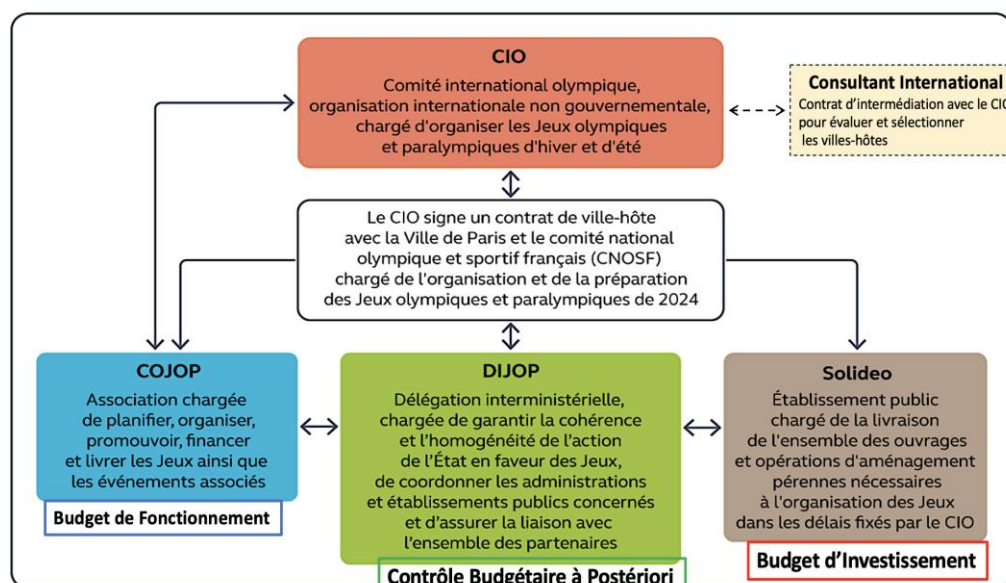 CIO
Comité international olympique,
organisation internationale non gouvernementale,
chargé d'organiser les Jeux olympiques
et paralympiques d'hiver et d'été
Consultant International
Contrat d'intermédiation avec le CIO
pour évaluer et sélectionner
les villes-hôtes
Le CIO signe un contrat de ville-hôte
avec la Ville de Paris et le comité national
olympique et sportif français (CNOSF)
chargé de l'organisation et de la préparation
des Jeux olympiques et paralympiques de 2024
COJOP
Association chargée
de planifier, organiser,
promouvoir, financer
et livrer les Jeux ainsi que
les événements associés
Budget de Fonctionnement
DIJOP
Délégation interministérielle,
chargée de garantir la cohérence
et l'homogénéité de l'action
de l'État en faveur des Jeux,
de coordonner les administrations
et établissements publics concernés
et d'assurer la liaison avec
l'ensemble des partenaires
Contrôle Budgétaire à Postériori
Solideo
Établissement public
chargé de la livraison
de l'ensemble des ouvrages
et opérations d'aménagement
pérennes nécessaires
à l'organisation des Jeux
dans les délais fixés par le CIO
Budget d'Investissement